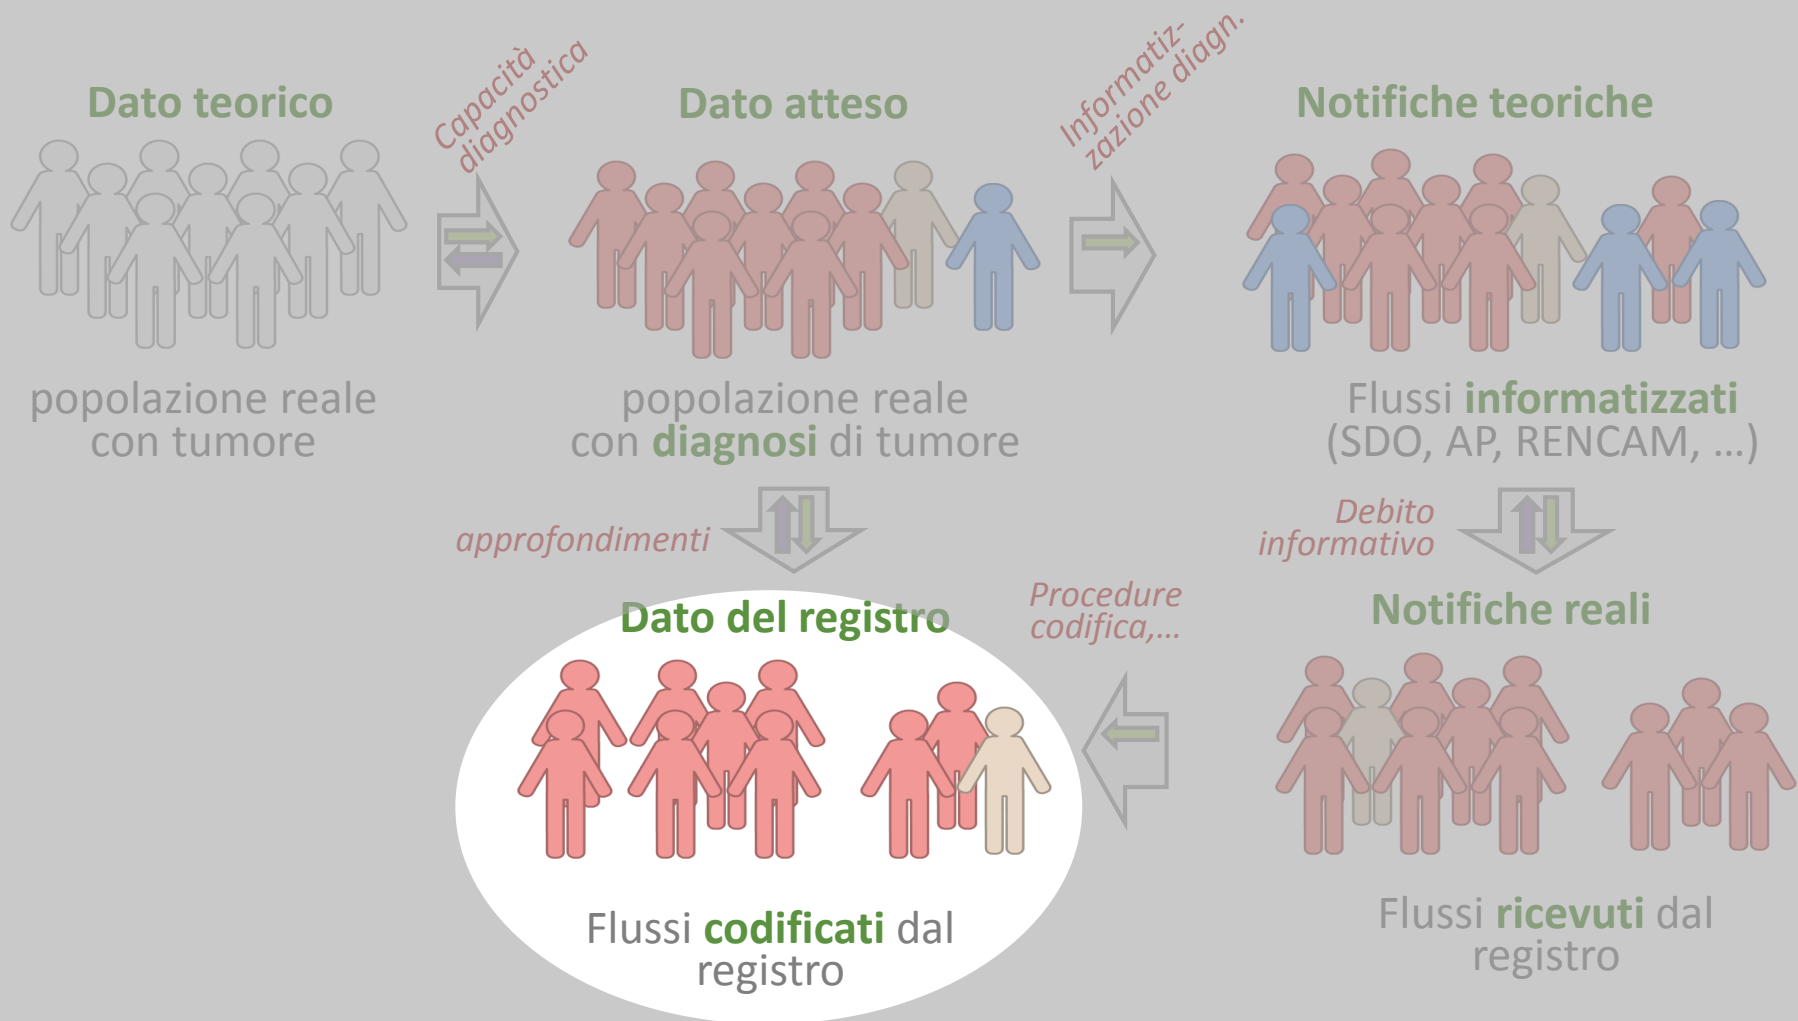 Dato teorico
Capacità
diagnostica
Dato atteso
Informatiz-
zazione diagn.
Notifiche teoriche
popolazione reale
con tumore
popolazione reale
con diagnosi di tumore
Flussi informatizzati
(SDO, AP, RENCAM, ...)
approfondimenti
Debito
informativo
Dato del registro
Procedure
codifica,...
Notifiche reali
Flussi codificati dal
registro
Flussi ricevuti dal
registro